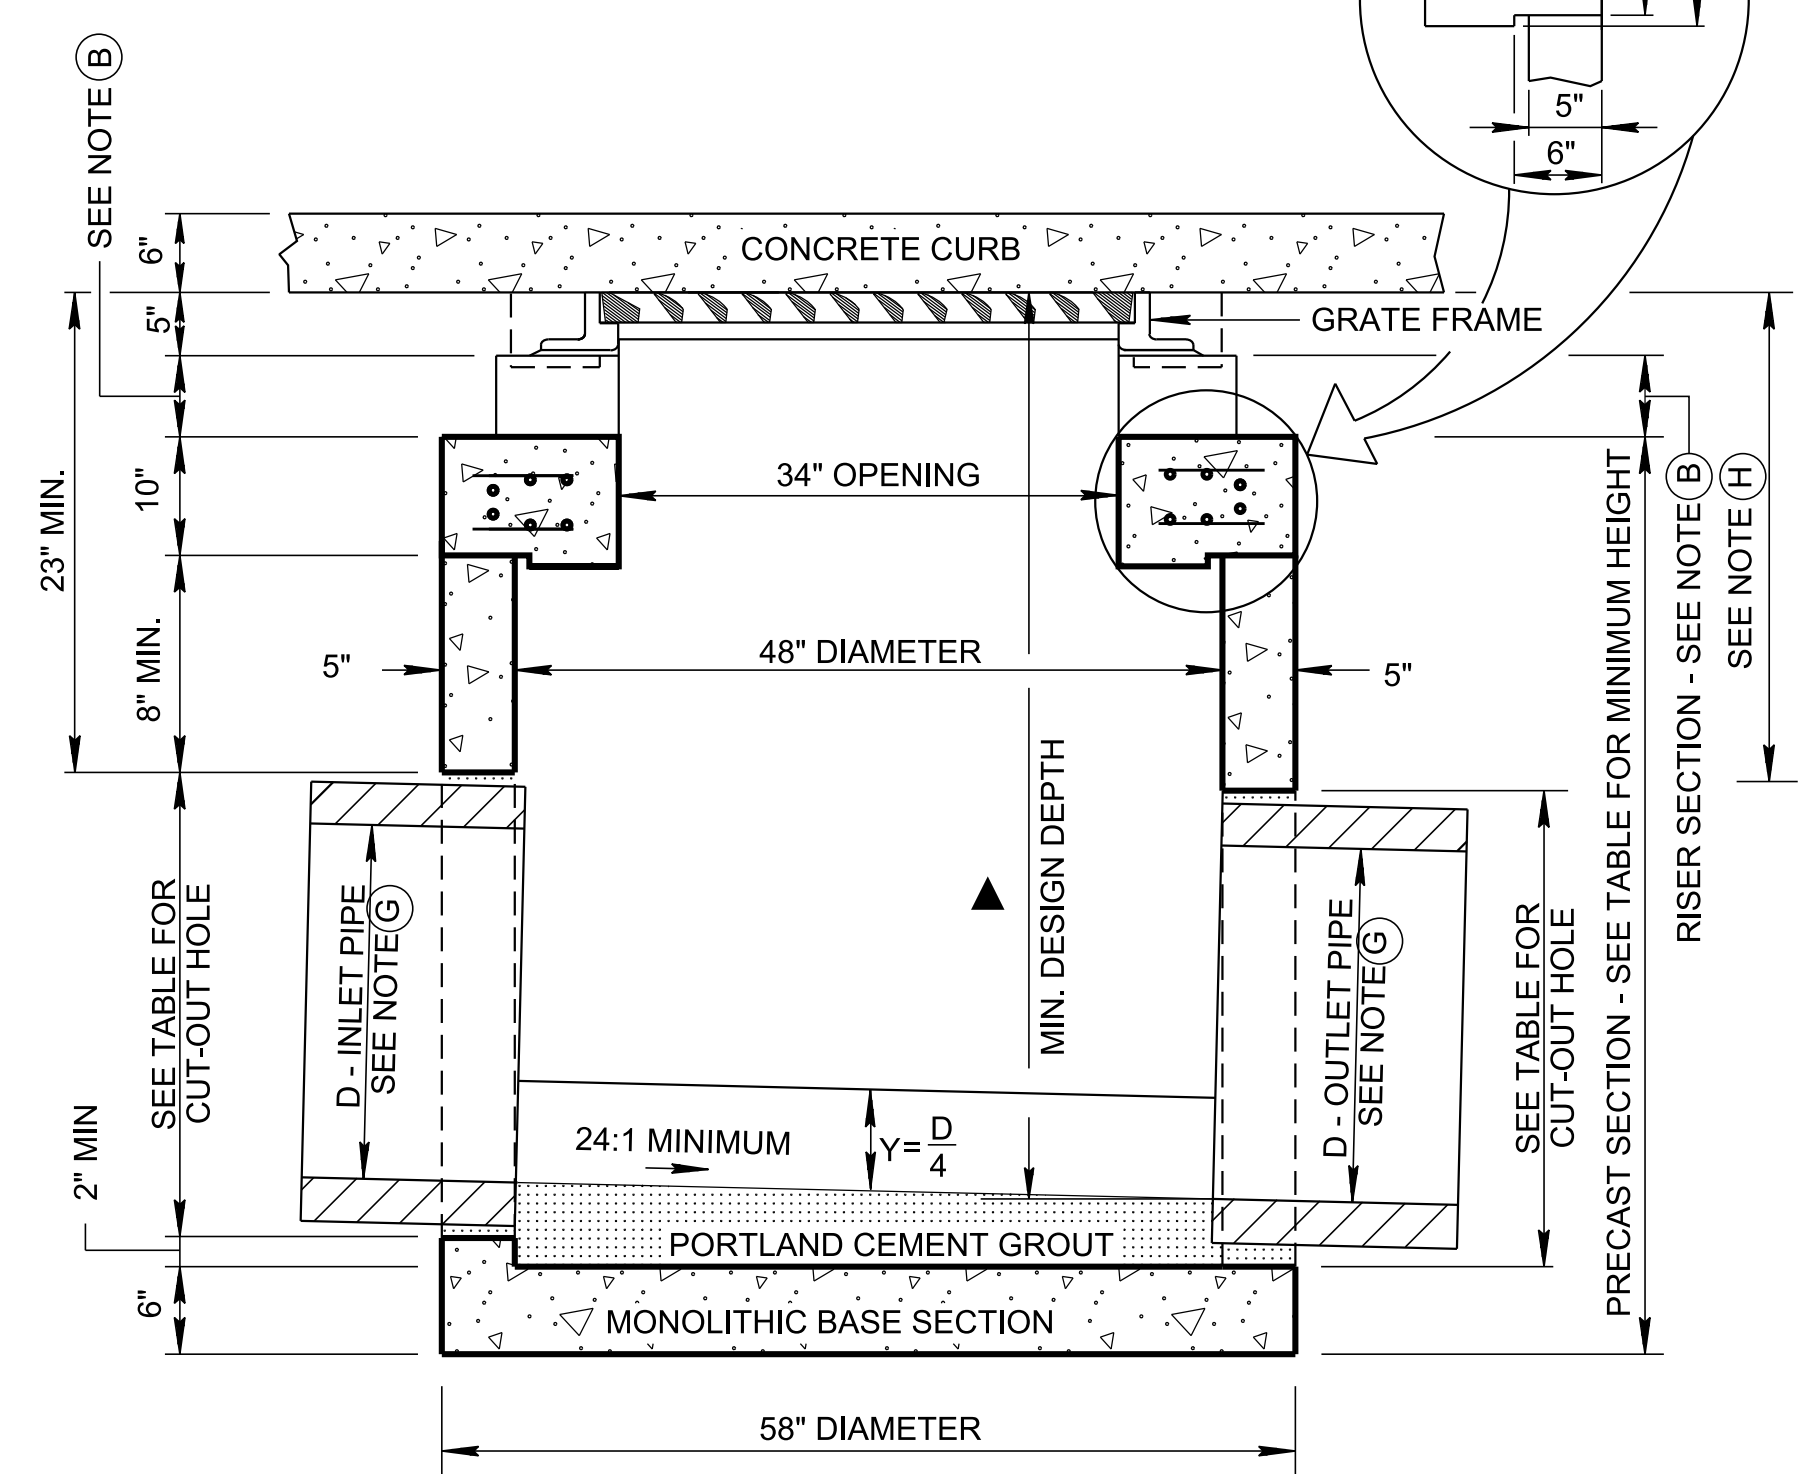 5"
6"
SEE NOTE B
6"
CONCRETE CURB
5"
GRATE FRAME
23" MIN.
10"
34" OPENING
8" MIN.
5"
48" DIAMETER
5"
PRECAST SECTION - SEE TABLE FOR MINIMUM HEIGHT
RISER SECTION - SEE NOTE B
SEE NOTE H
MIN. DESIGN DEPTH
SEE TABLE FOR
CUT-OUT HOLE
D - INLET PIPE
SEE NOTE G
D - OUTLET PIPE
SEE NOTE G
SEE TABLE FOR
CUT-OUT HOLE
2" MIN
24:1 MINIMUM
Y= D
4
PORTLAND CEMENT GROUT
6"
MONOLITHIC BASE SECTION
58" DIAMETER